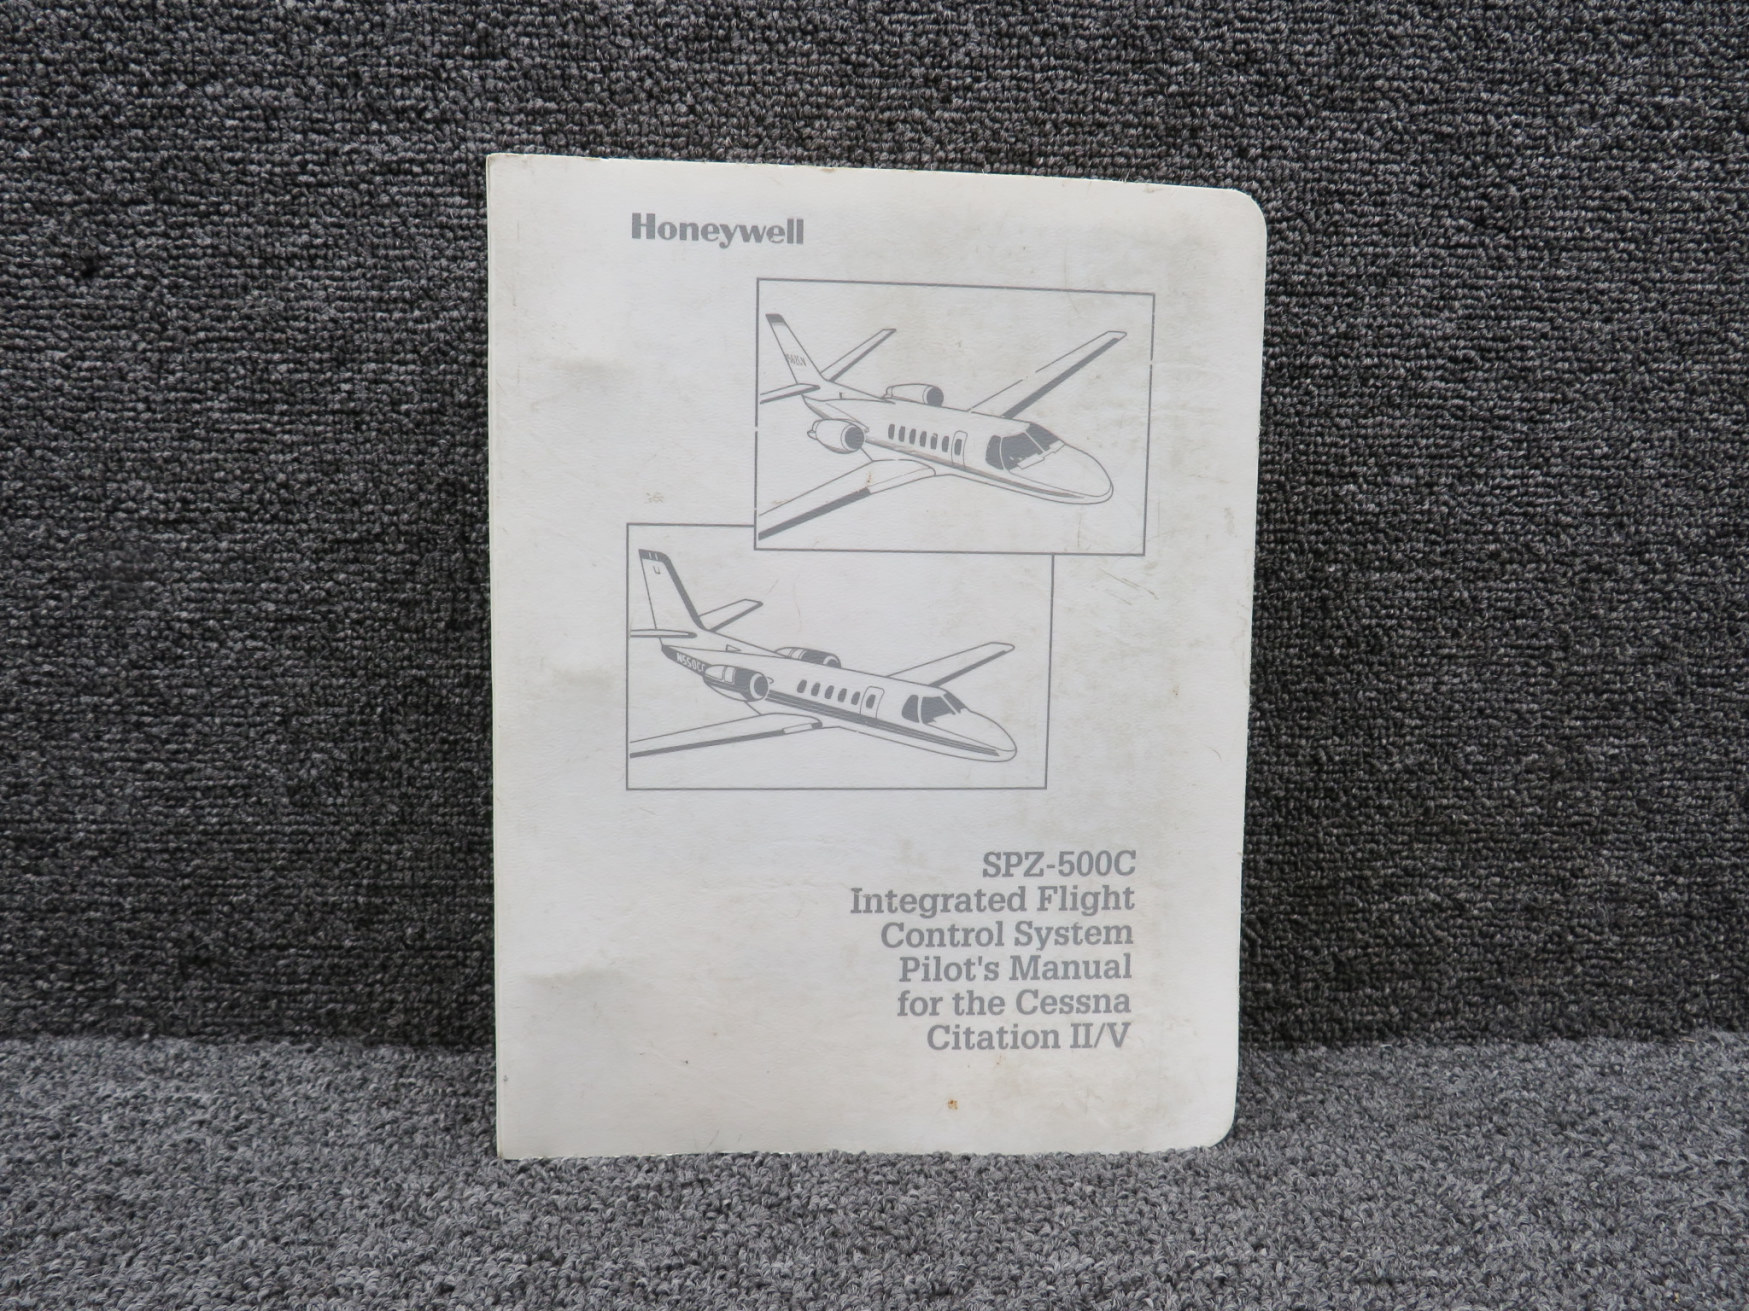 Honeywell
SPZ-500C
Integrated Flight
Control System
Pilot's Manual
for the Cessna
Citation II/V